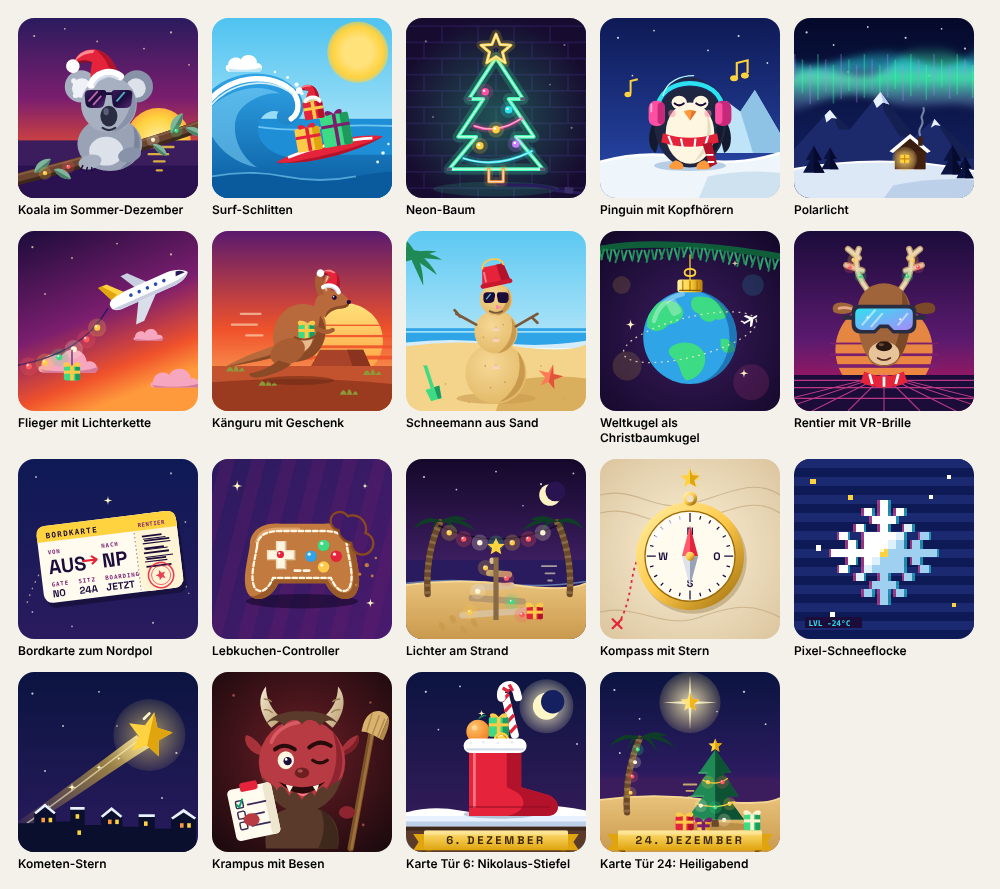 Koala im Sommer-Dezember
Surf-Schlitten
Neon-Baum
Pinguin mit Kopfhörern
Polarlicht
Flieger mit Lichterkette
Känguru mit Geschenk
Schneemann aus Sand
Weltkugel als
Christbaumkugel
Rentier mit VR-Brille
BORDKARTE
RENTIER
VON
NACH
AUS
NP
GATE
SITZ
BOARDING
NO
24A
JETZT
N
W
O
S
LVL -24°C
Bordkarte zum Nordpol
Lebkuchen-Controller
Lichter am Strand
Kompass mit Stern
Pixel-Schneeflocke
6. DEZEMBER
24. DEZEMBER
Kometen-Stern
Krampus mit Besen
Karte Tür 6: Nikolaus-Stiefel
Karte Tür 24: Heiligabend